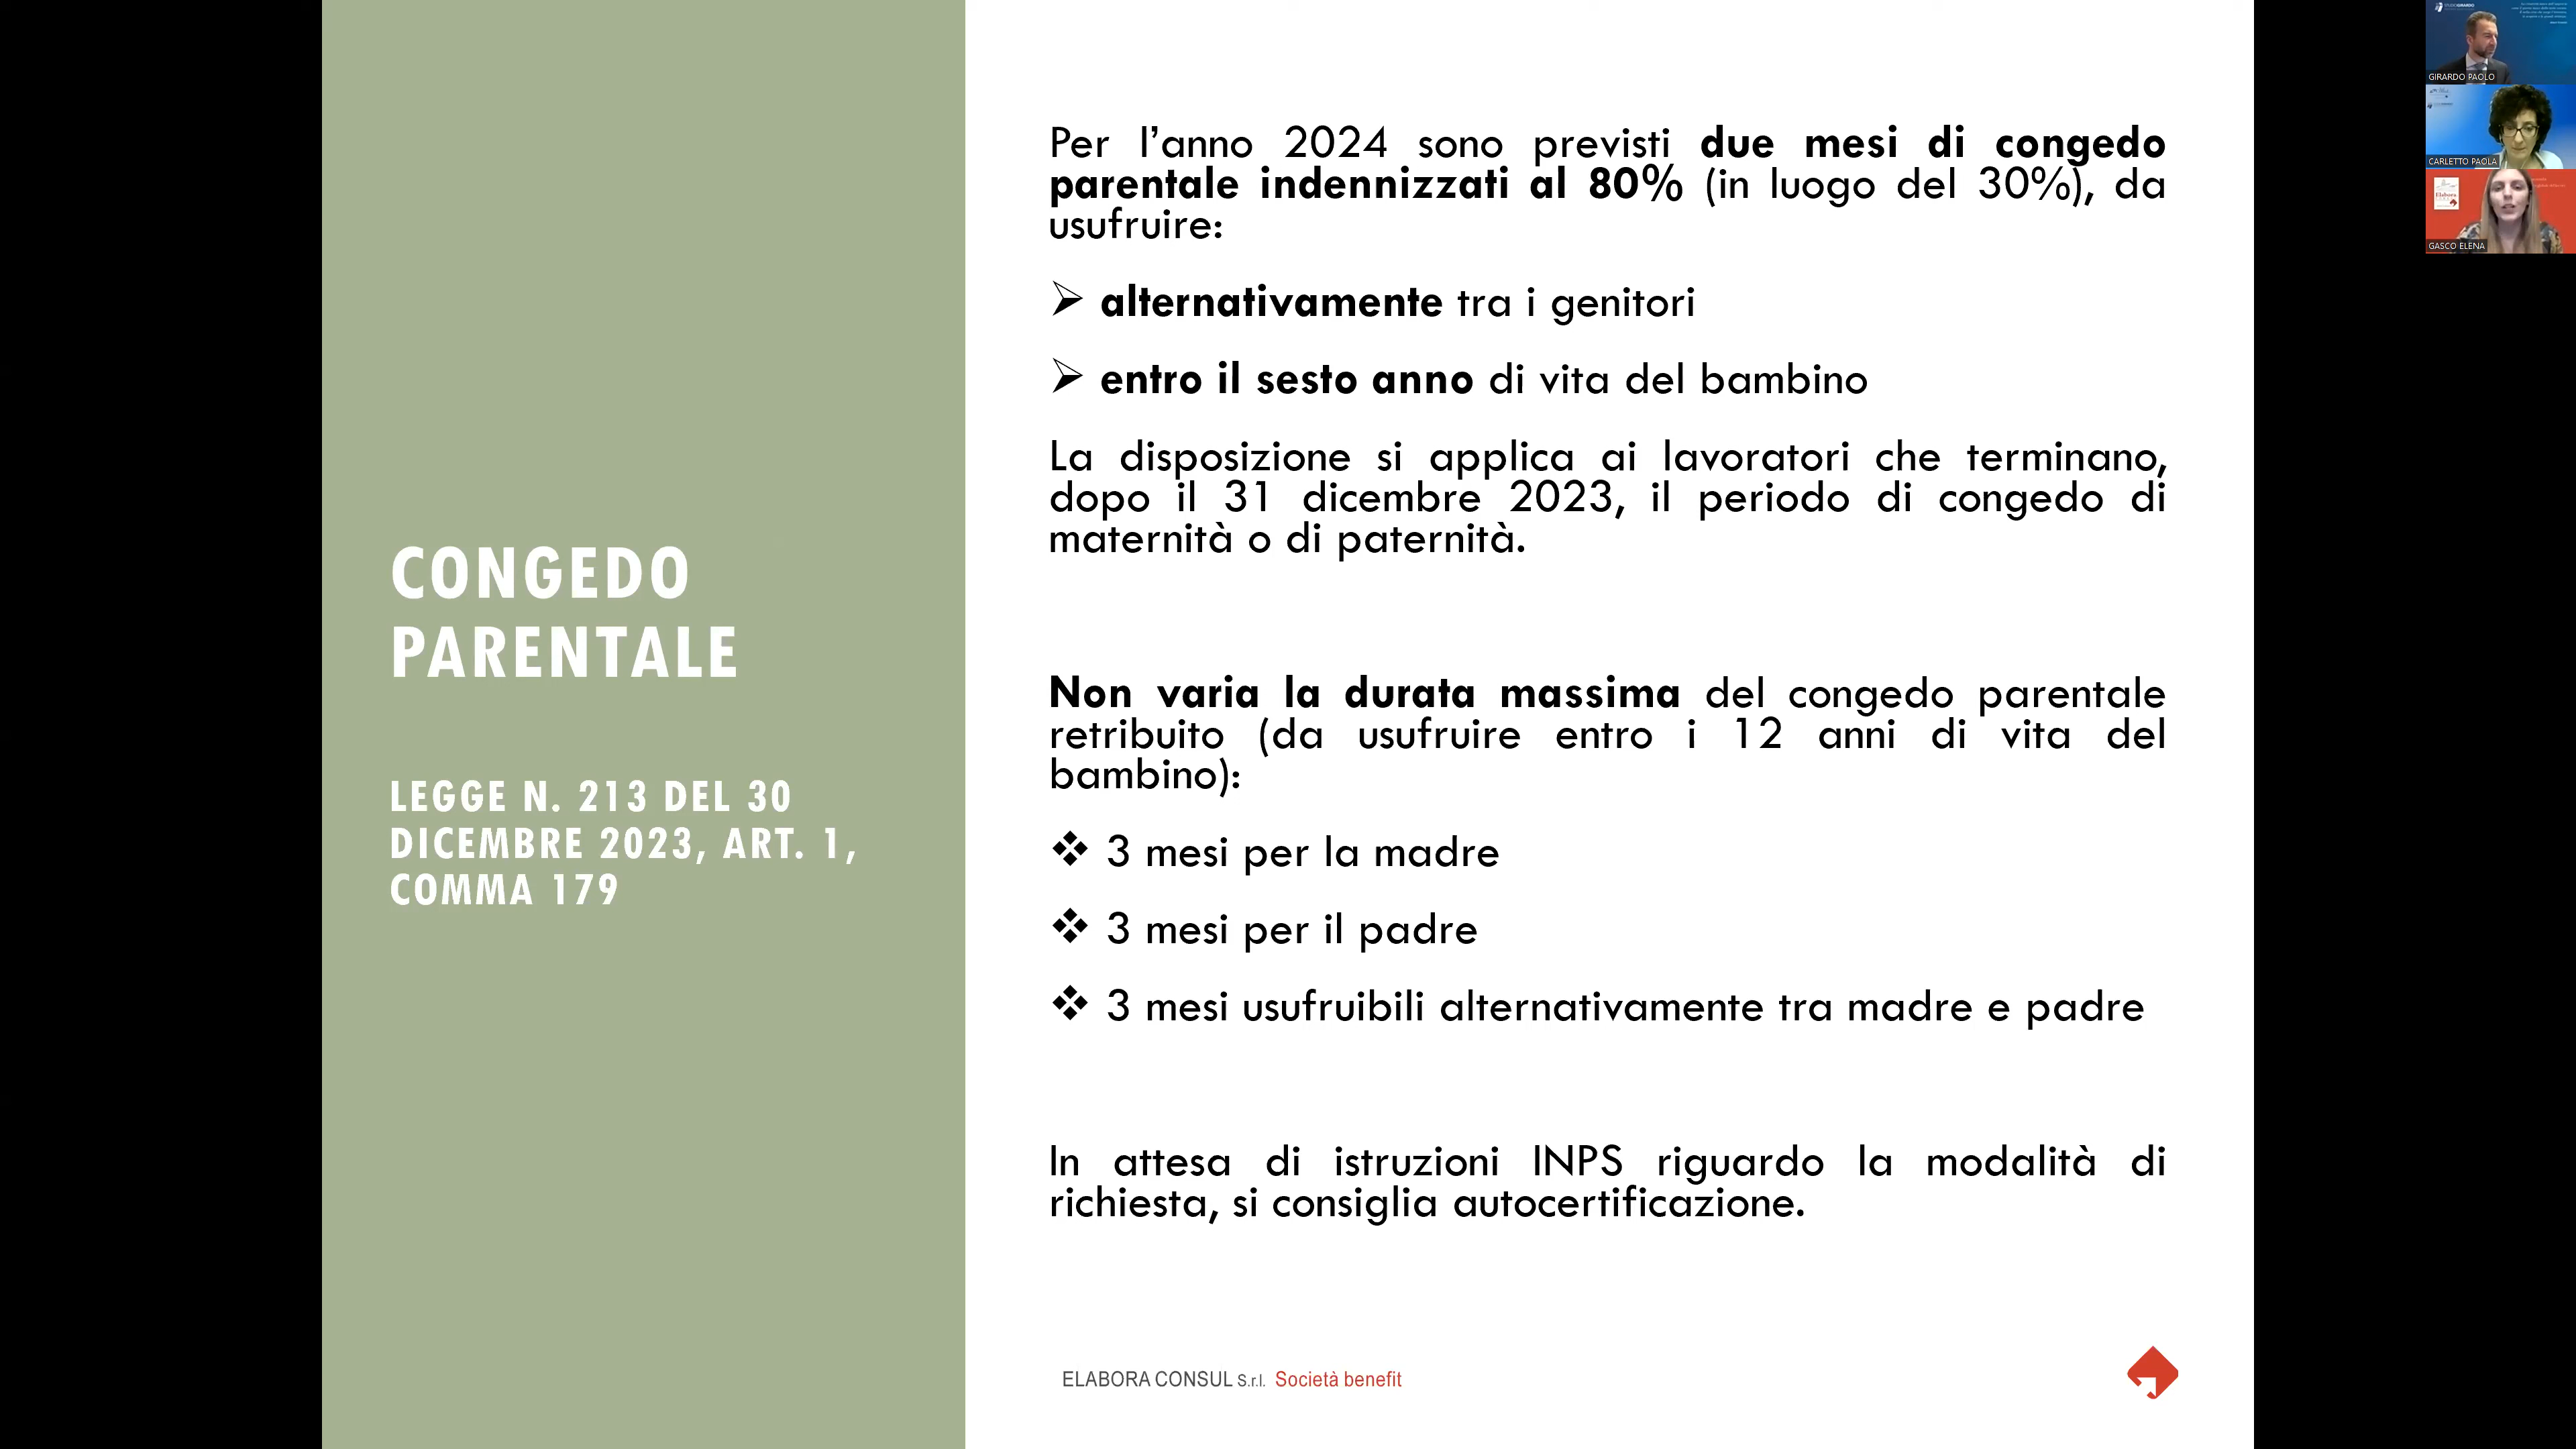 CONGEDO
PARENTALE
LEGGE N. 213 DEL 30
DICEMBRE 2023, ART. 1,
COMMA 179
Per l’anno 2024 sono previsti due mesi di congedo
parentale indennizzati al 80% (in luogo del 30%), da
usufruire:
➢ alternativamente tra i genitori
➢ entro il sesto anno di vita del bambino
La disposizione si applica ai lavoratori che terminano,
dopo il 31 dicembre 2023, il periodo di congedo di
maternità o di paternità.
Non varia la durata massima del congedo parentale
retribuito (da usufruire entro i 12 anni di vita del
bambino):
❖ 3 mesi per la madre
❖ 3 mesi per il padre
❖ 3 mesi usufruibili alternativamente tra madre e padre
In attesa di istruzioni INPS riguardo la modalità di
richiesta, si consiglia autocertificazione.
ELABORA CONSUL S.r.l. Società benefit
GIRARDO PAOLO
CARLETTO PAOLA
Elabora
GASCO ELENA